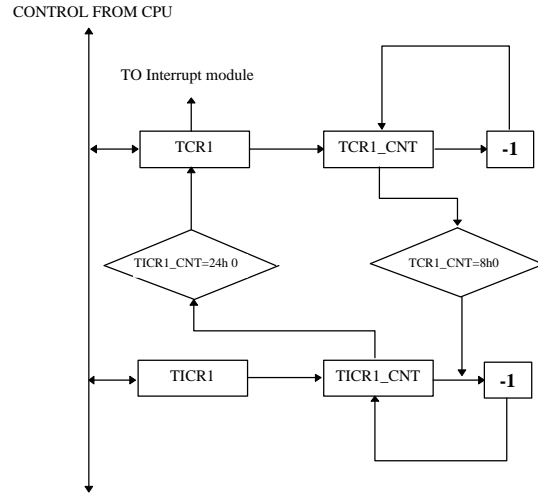 CONTROL FROM CPU
TO Interrupt module
TCR1
TCR1_CNT
-1
TICR1_CNT=24h 0
TCR1_CNT=8h0
TICR1
TICR1_CNT
-1